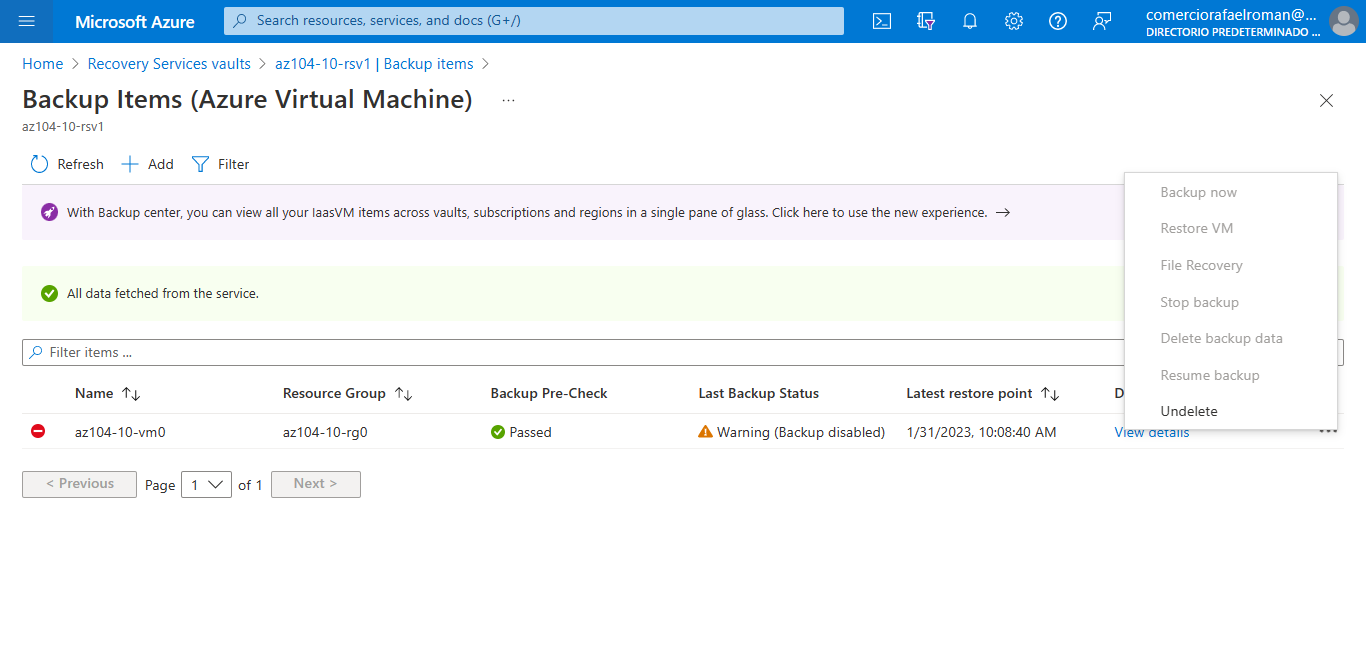 Microsoft Azure
Search resources, services, and docs (G+/)
comerciorafaelroman@...
DIRECTORIO PREDETERMINADO ...
Home > Recovery Services vaults > az104-10-rsv1 | Backup items >
Backup Items (Azure Virtual Machine) ...
az104-10-rsv1
Refresh Add Filter
With Backup center, you can view all your IaasVM items across vaults, subscriptions and regions in a single pane of glass. Click here to use the new experience. →
All data fetched from the service.
Filter items ...
Name ↑↓ Resource Group ↑↓ Backup Pre-Check Last Backup Status Latest restore point ↑↓ D
az104-10-vm0 az104-10-rg0 Passed Warning (Backup disabled) 1/31/2023, 10:08:40 AM View details ...
< Previous Page 1 of 1 Next >
Backup now
Restore VM
File Recovery
Stop backup
Delete backup data
Resume backup
Undelete